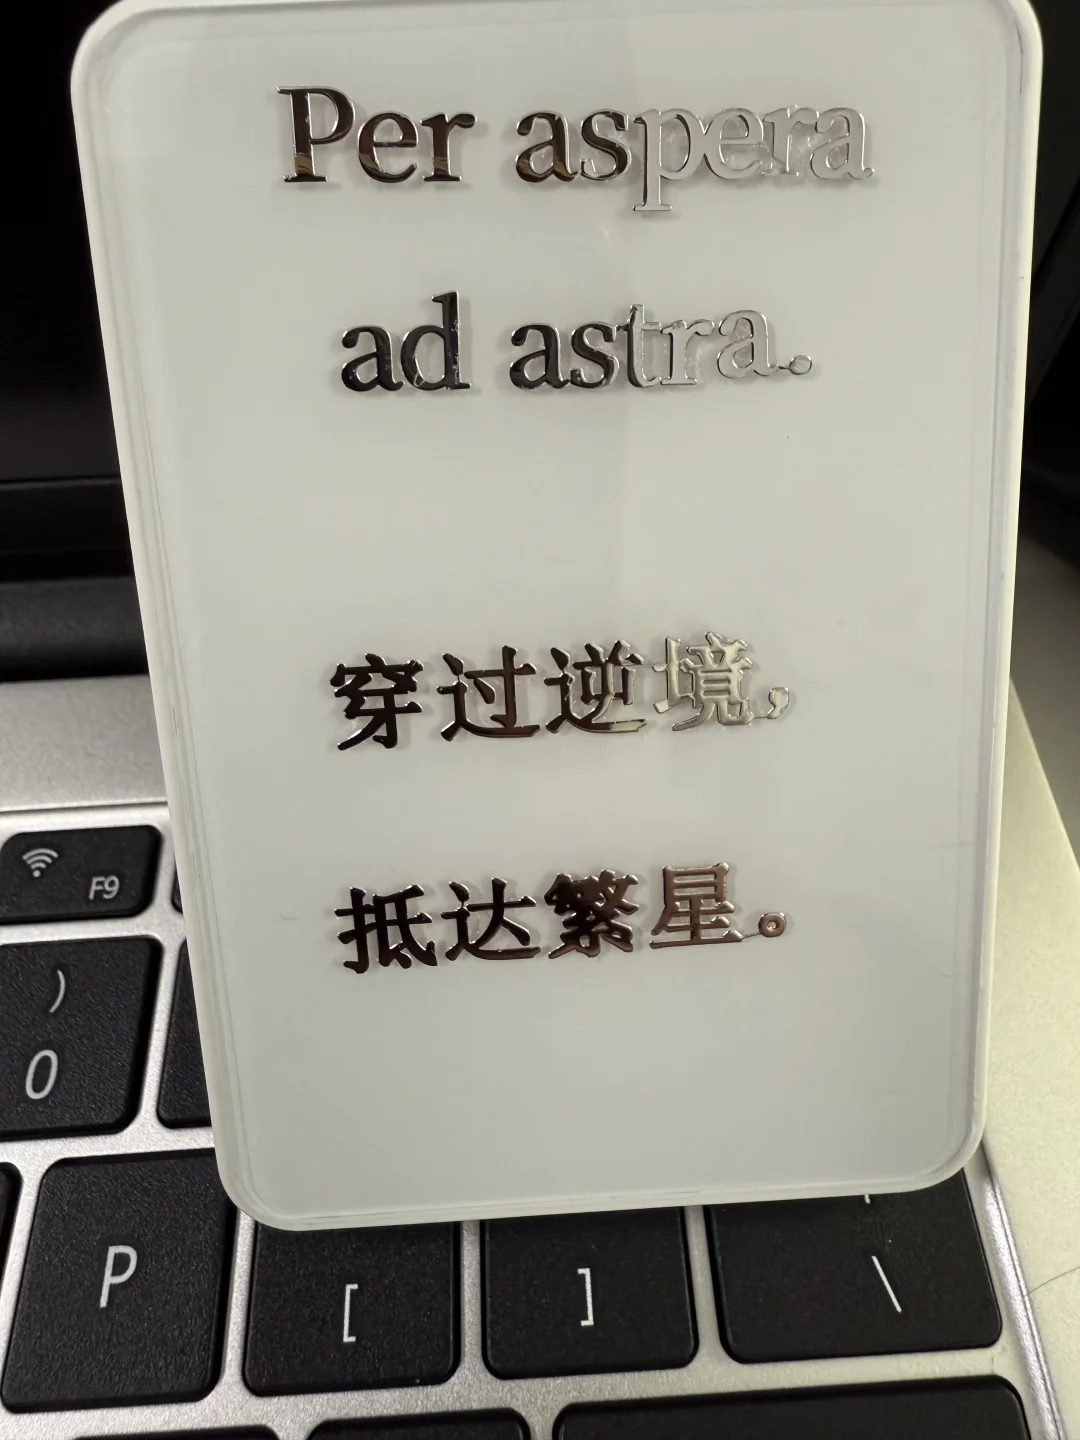 Per aspera
ad astra.
穿过逆境，
抵达繁星。
F9
)
0
P
[
]
\